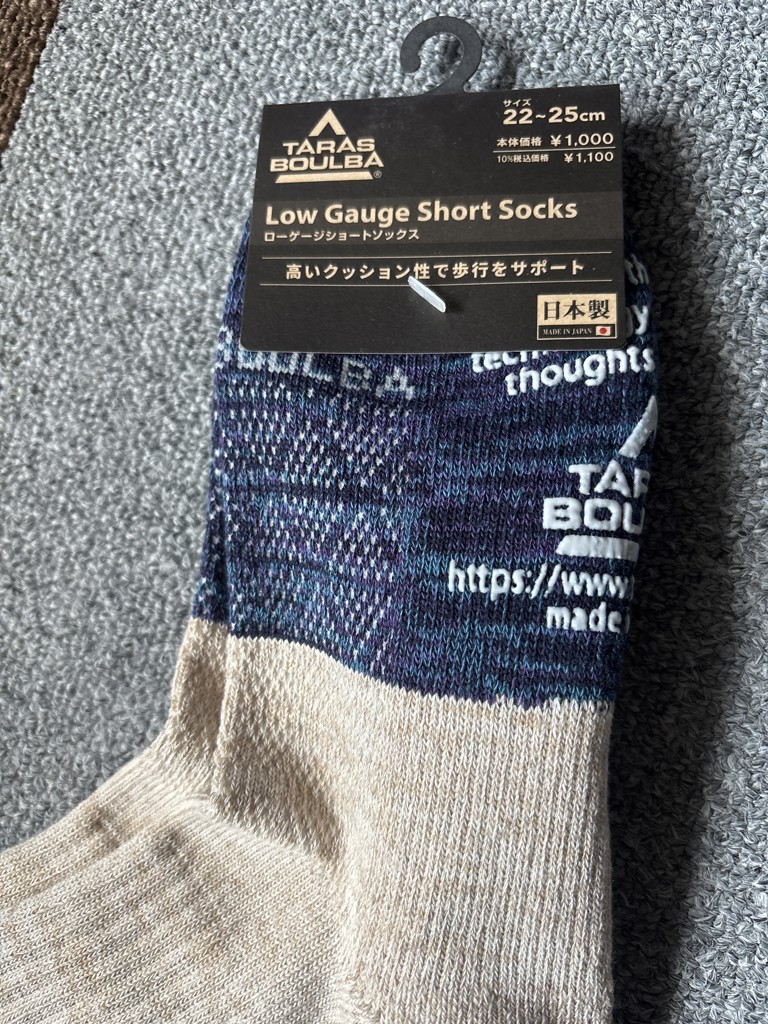 サイズ
22~25cm
TARAS
BOULBA®
本体価格 ¥1,000
10%税込価格 ¥1,100
Low Gauge Short Socks
ローゲージショートソックス
高いクッション性で歩行をサポート
日本製
MADE IN JAPAN
thoughts
BOULBA
TAR
BOUL
https://www.
made